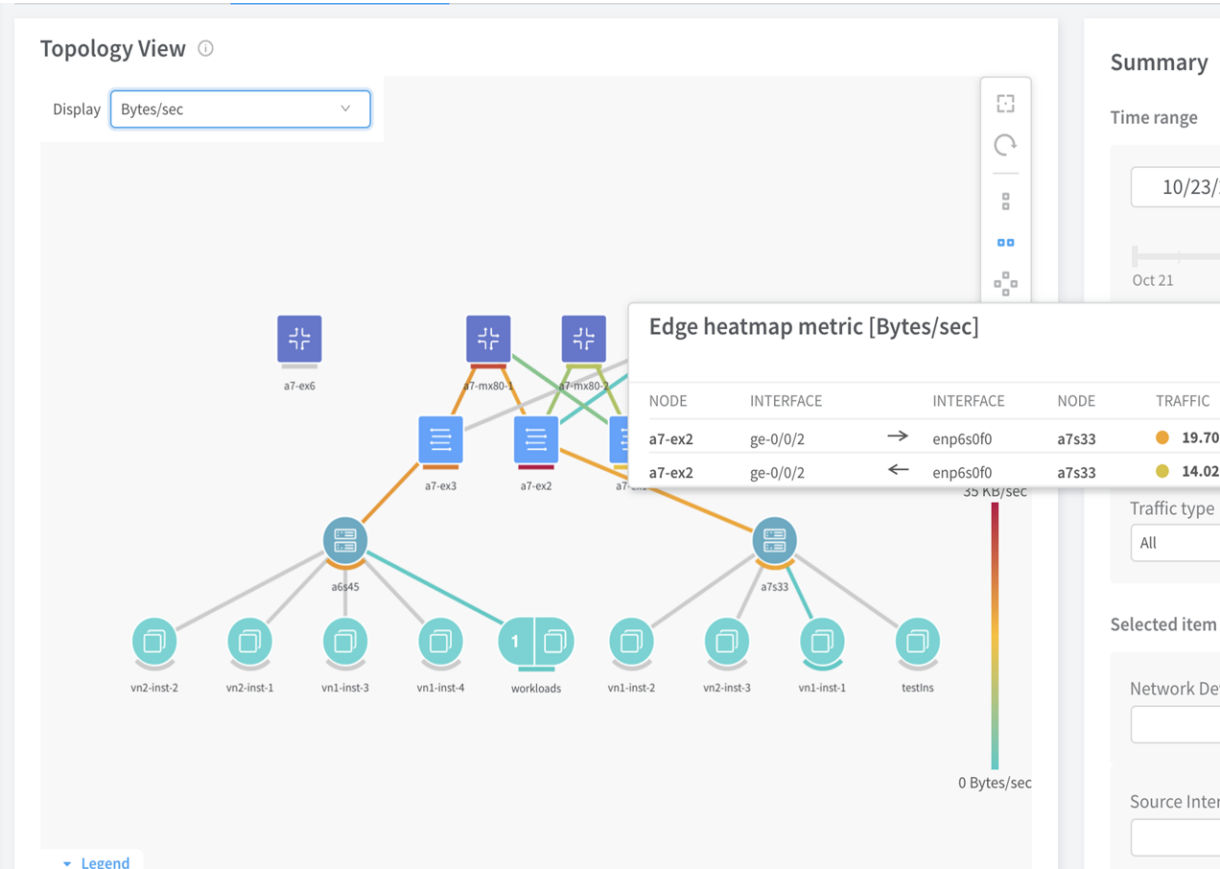 Topology View
Summary
Display
Bytes/sec
Time range
10/23/
Oct 21
Edge heatmap metric [Bytes/sec]
NODE INTERFACE INTERFACE NODE TRAFFIC
a7-ex2 ge-0/0/2 → enp6s0f0 a7s33 19.70
a7-ex2 ge-0/0/2 ← enp6s0f0 a7s33 14.02
a7-ex6 a7-mx80-1 a7-mx80-2
a7-ex3 a7-ex2
35 KB/sec
Traffic type
All
a6s45 a7s33
1
vn2-inst-2 vn2-inst-1 vn1-inst-3 vn1-inst-4 workloads vn1-inst-2 vn2-inst-3 vn1-inst-1 testIns
Selected item
Network De
0 Bytes/sec
Source Inter
Legend